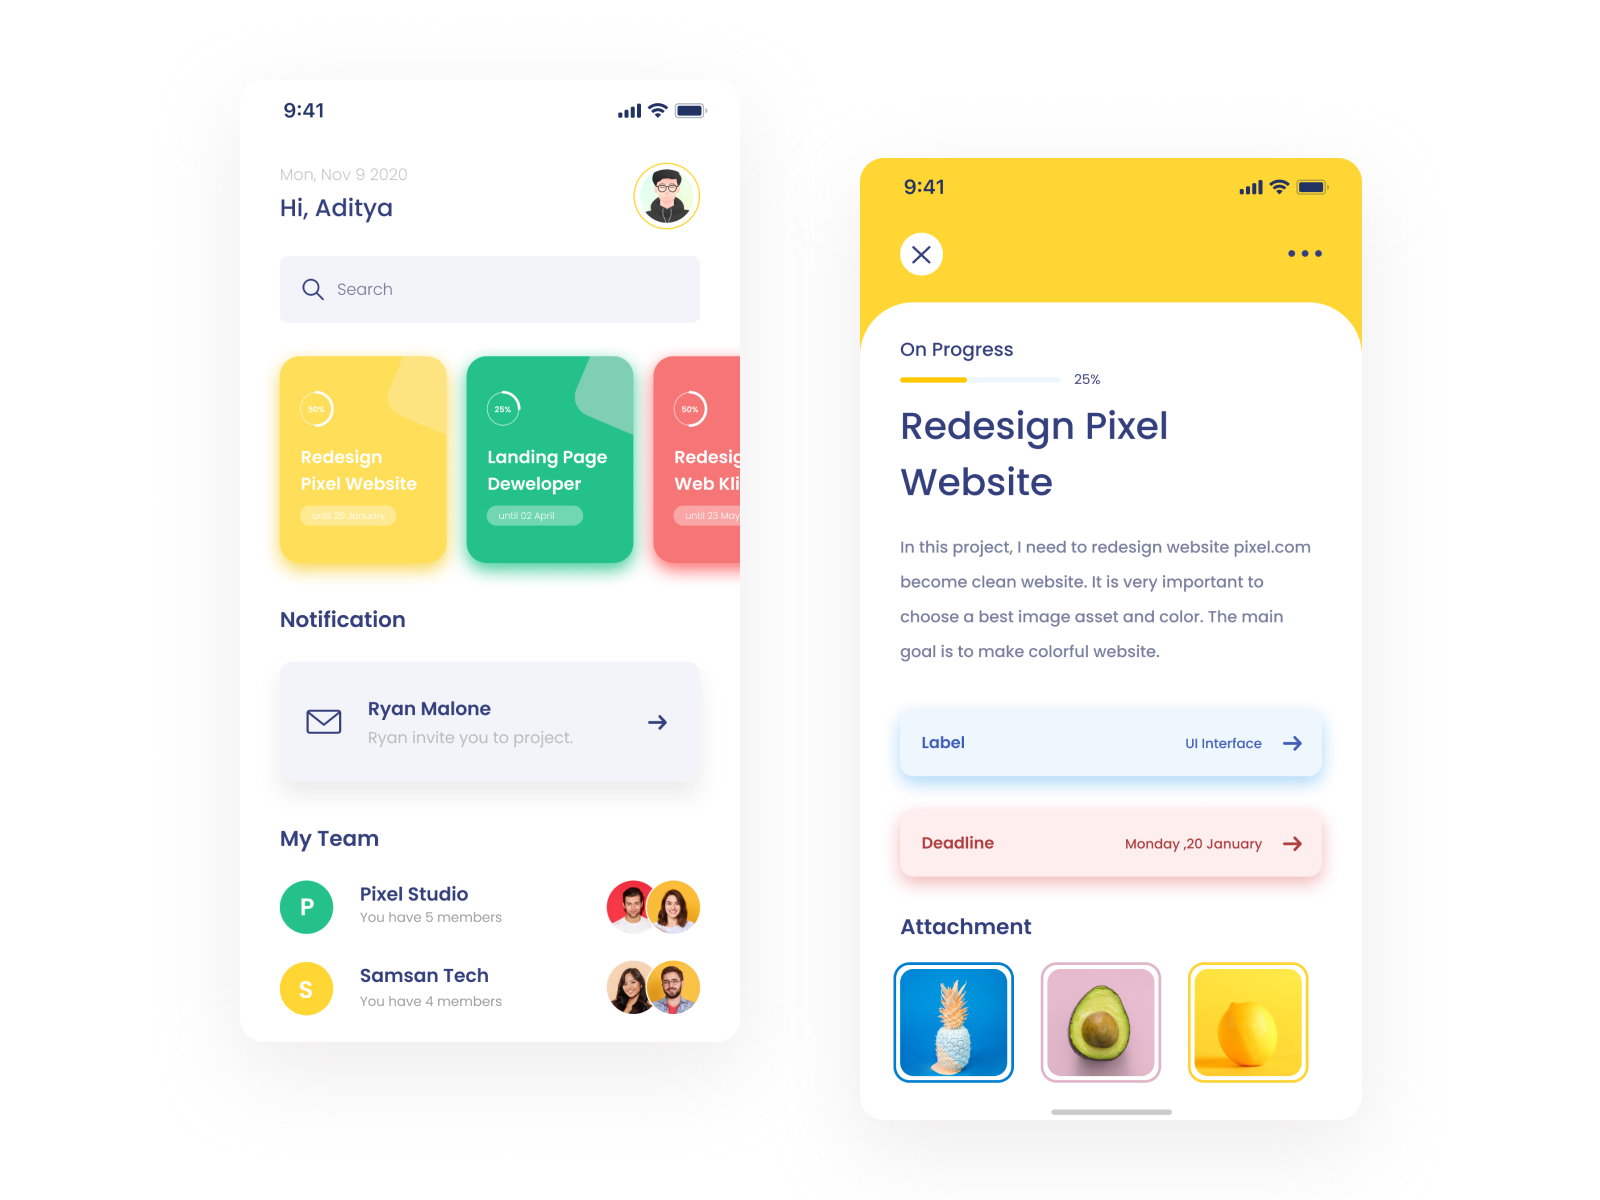 9:41
Mon, Nov 9 2020
Hi, Aditya
Search
50%
Redesign
Pixel Website
until 20 January
25%
Landing Page
Deweloper
until 02 April
50%
Redesig
Web Kli
until 23 May
Notification
Ryan Malone
Ryan invite you to project.
My Team
P
Pixel Studio
You have 5 members
S
Samsan Tech
You have 4 members
9:41
On Progress
25%
Redesign Pixel
Website
In this project, I need to redesign website pixel.com
become clean website. It is very important to
choose a best image asset and color. The main
goal is to make colorful website.
Label
UI Interface
Deadline
Monday ,20 January
Attachment